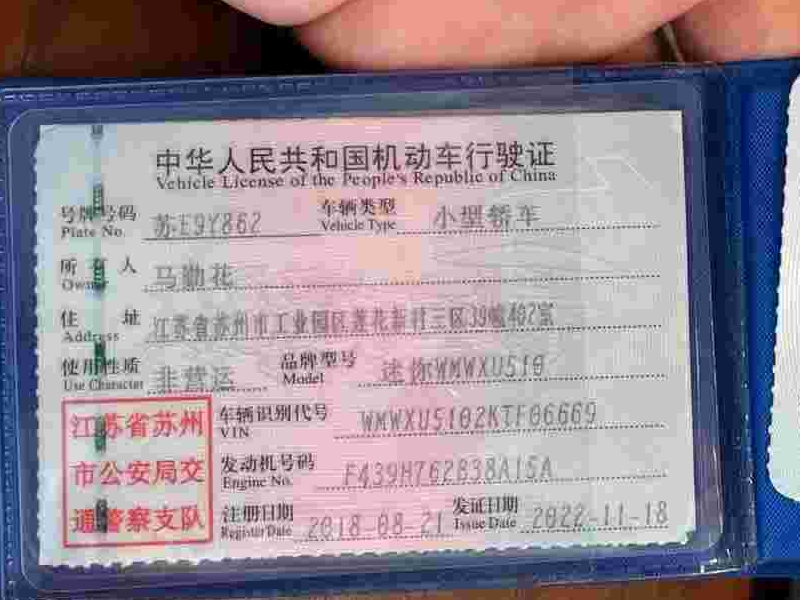 中华人民共和国机动车行驶证
Vehicle License of the People's Republic of China
号牌号码 苏E9Y862 车辆类型 小型轿车
Plate No. Vehicle Type
所有人 马勋花
Owner
住址 江苏省苏州市工业园区莲花新村三区39幢402室
Address
使用性质 非营运 品牌型号 迷你WMWXU510
Use Character Model
江苏省苏州
市公安局交
通警察支队
车辆识别代号 WMWXU5102KTF06669
VIN
发动机号码 F439H762B38A15A
Engine No.
注册日期 2018-08-21 发证日期 2022-11-18
Register Date Issue Date